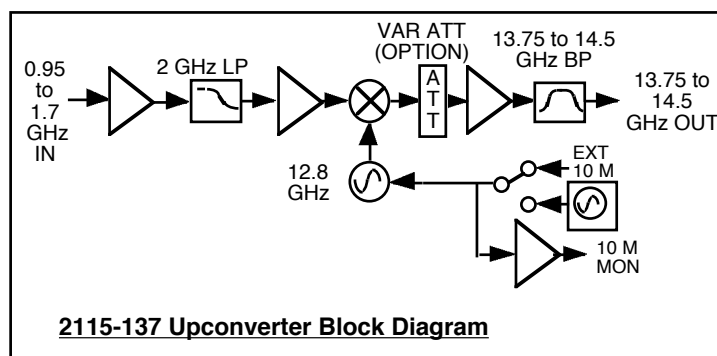 0.95
to
1.7
GHz
IN
2 GHz LP
VAR ATT
(OPTION)
A
T
T
13.75 to 14.5
GHz BP
13.75 to
14.5
GHz OUT
12.8
GHz
EXT
10 M
10 M
MON
2115-137 Upconverter Block Diagram